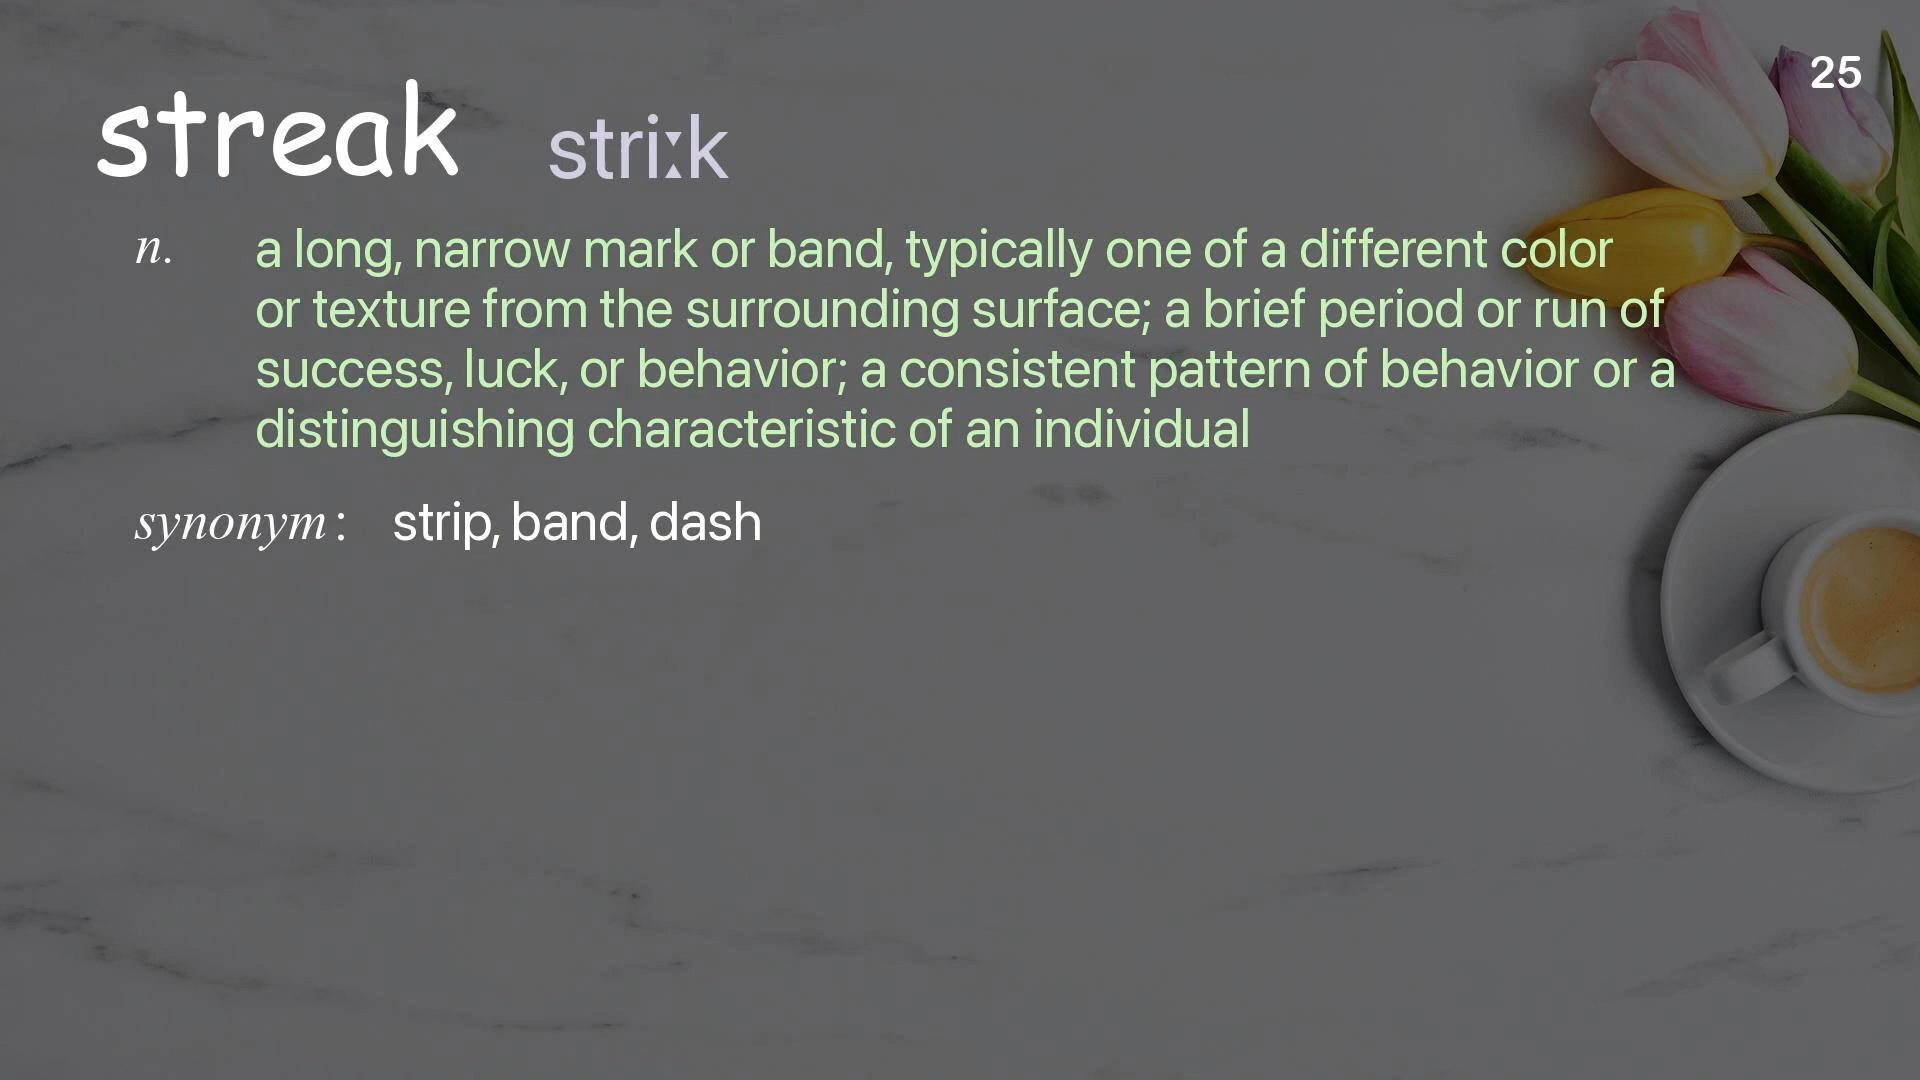 25
streak striːk
n. a long, narrow mark or band, typically one of a different color
or texture from the surrounding surface; a brief period or run of
success, luck, or behavior; a consistent pattern of behavior or a
distinguishing characteristic of an individual
synonym: strip, band, dash